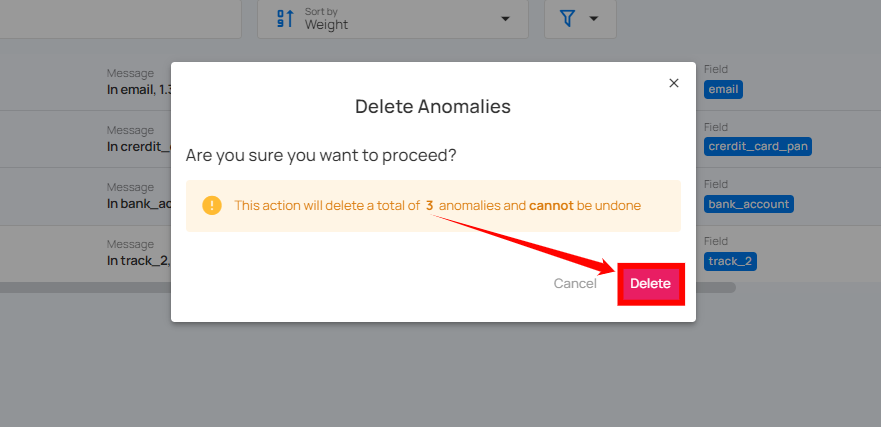 Sort by
Weight
Message
In email, 1.3
Field
email
Delete Anomalies
Message
In crerdit_
Field
crerdit_card_pan
Are you sure you want to proceed?
Message
In bank_ac
Field
bank_account
This action will delete a total of 3 anomalies and cannot be undone
Message
In track_2,
Field
track_2
Cancel
Delete